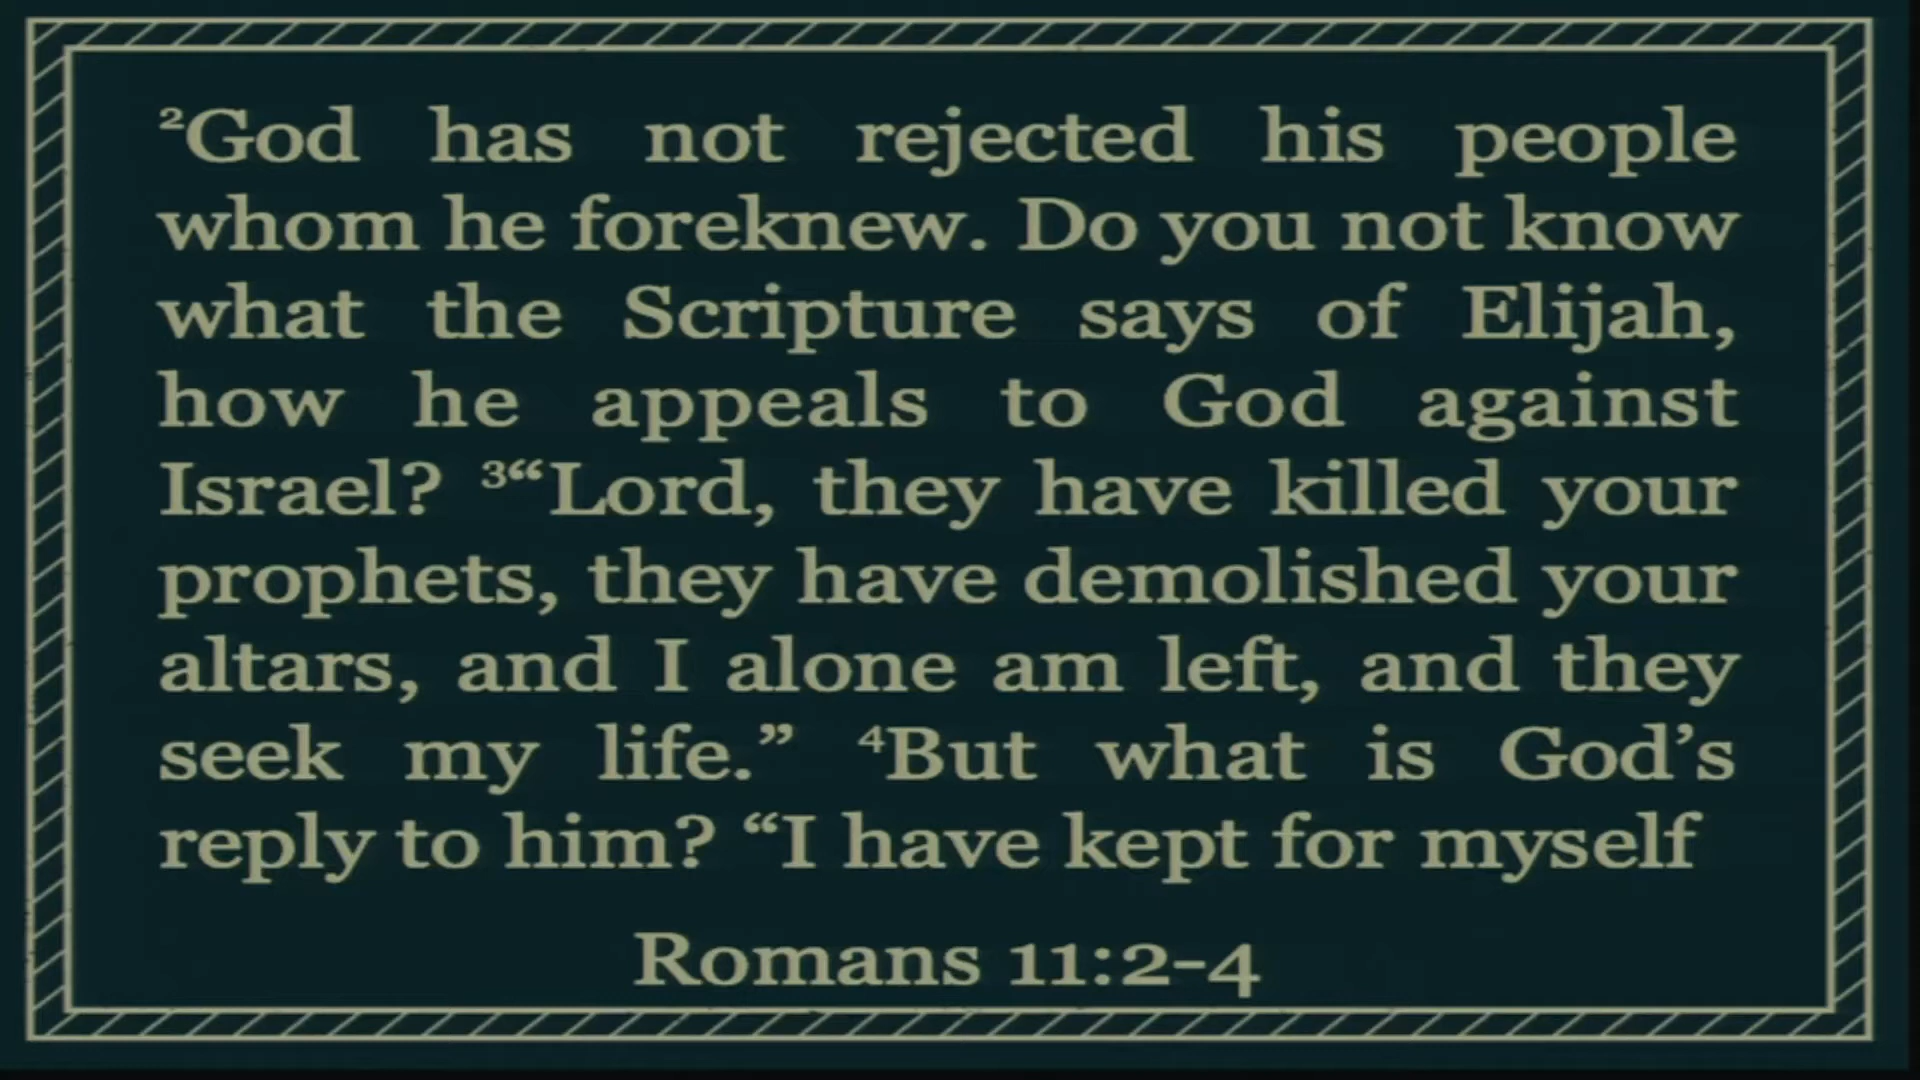 ²God has not rejected his people
whom he foreknew. Do you not know
what the Scripture says of Elijah,
how he appeals to God against
Israel? ³“Lord, they have killed your
prophets, they have demolished your
altars, and I alone am left, and they
seek my life.” ⁴But what is God’s
reply to him? “I have kept for myself
Romans 11:2-4